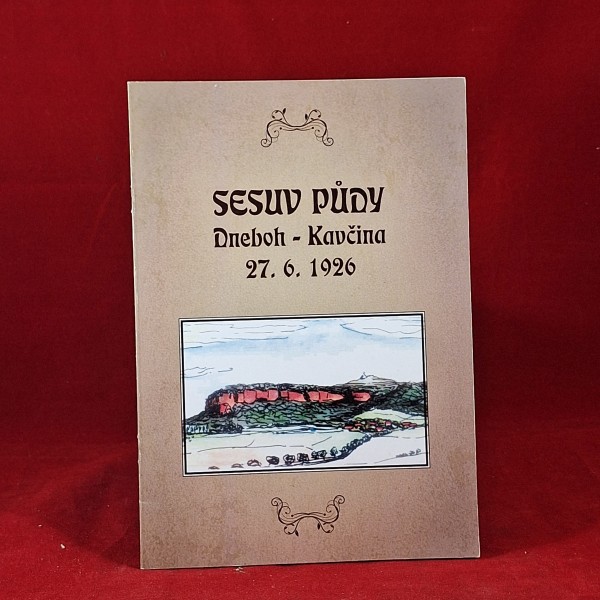 SESUV PŮDY
Dneboh - Kavčina
27. 6. 1926